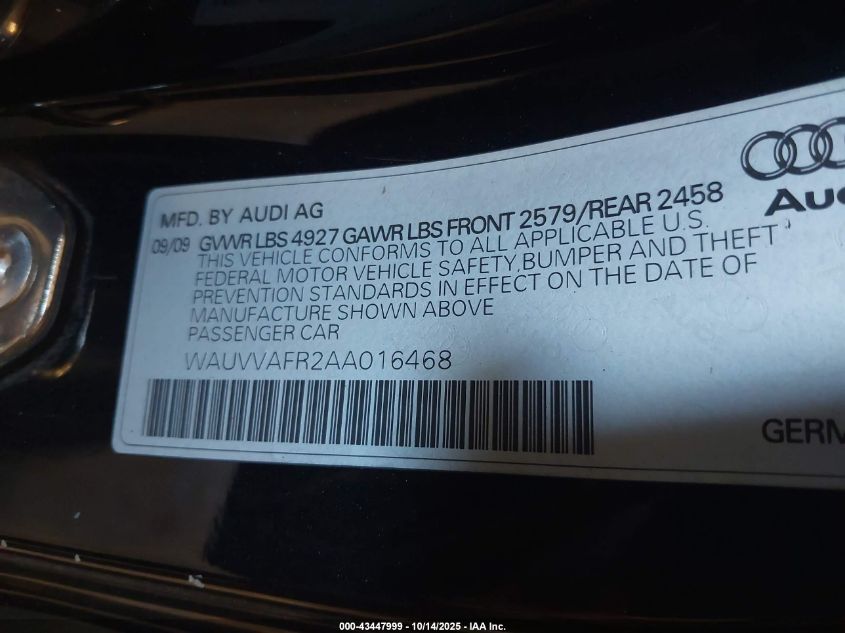 MFD. BY AUDI AG
09/09 GVWR LBS 4927 GAWR LBS FRONT 2579/REAR 2458
THIS VEHICLE CONFORMS TO ALL APPLICABLE U.S.
FEDERAL MOTOR VEHICLE SAFETY,BUMPER AND THEFT
PREVENTION STANDARDS IN EFFECT ON THE DATE OF
MANUFACTURE SHOWN ABOVE
PASSENGER CAR
WAUVVAFR2AA016468
000-43447999 - 10/14/2025 - IAA Inc.